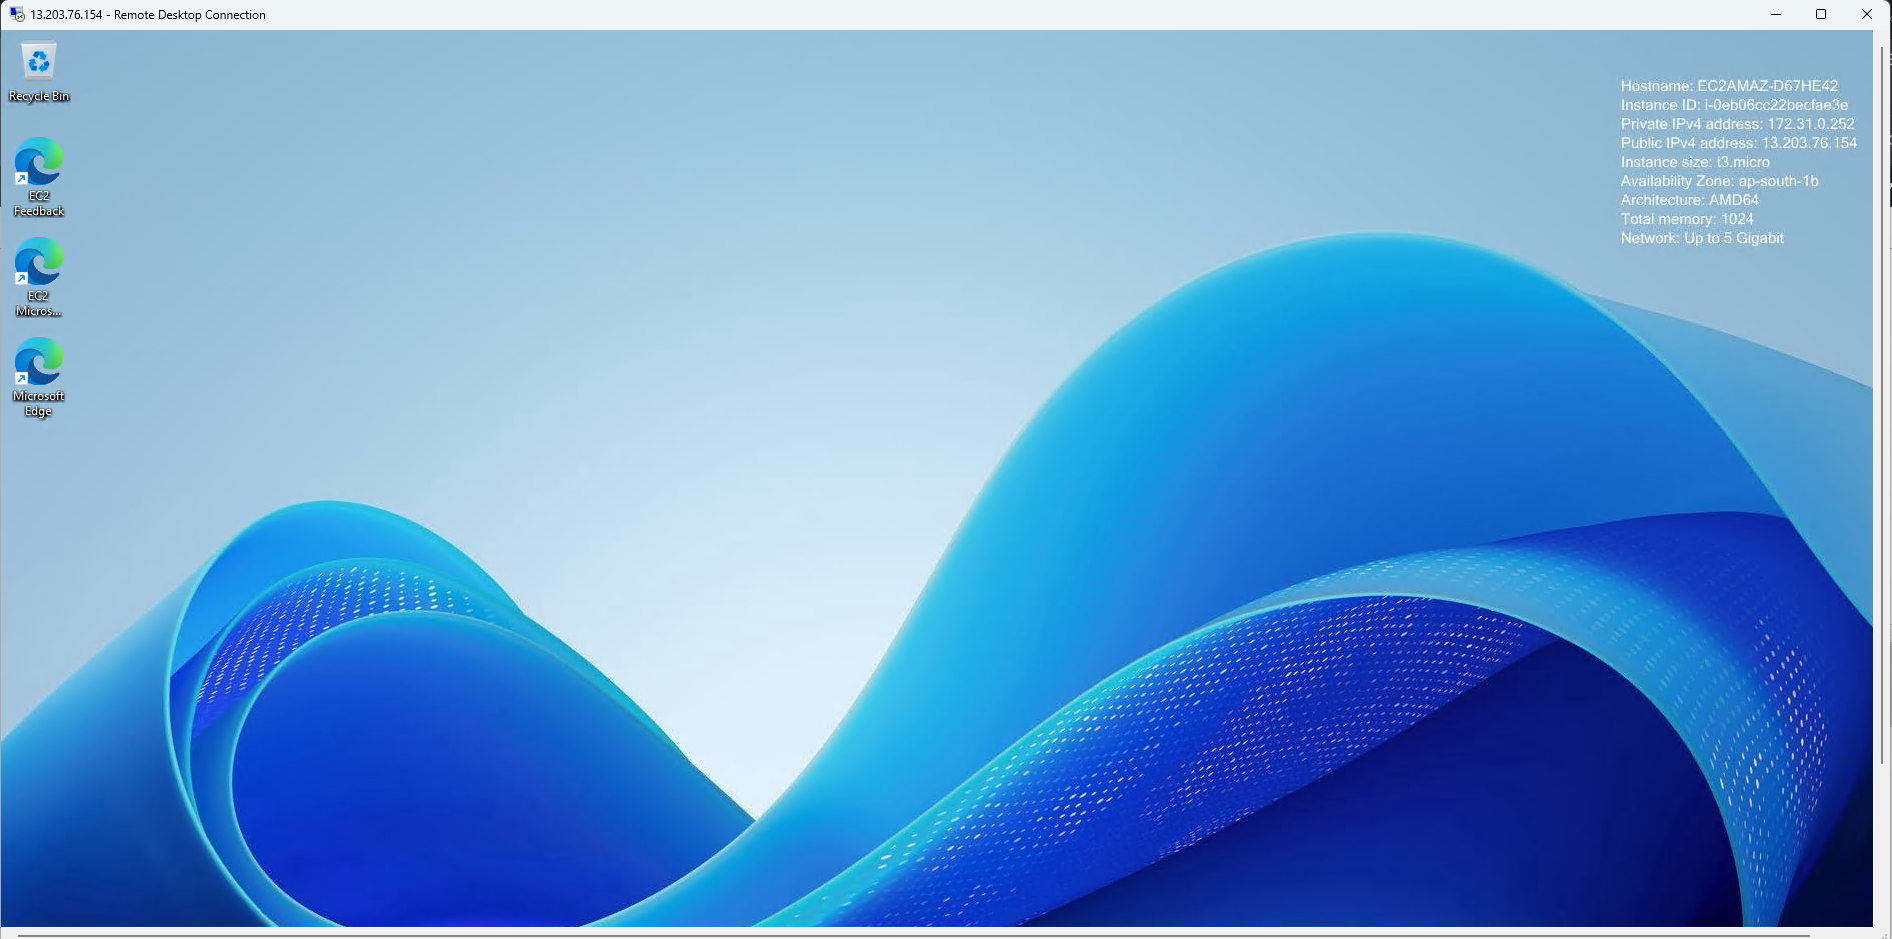 13.203.76.154 - Remote Desktop Connection
Recycle Bin
EC2
Feedback
EC2
Micros...
Microsoft
Edge
Hostname: EC2AMAZ-D67HE42
Instance ID: i-0eb06cc22becfae3e
Private IPv4 address: 172.31.0.252
Public IPv4 address: 13.203.76.154
Instance size: t3.micro
Availability Zone: ap-south-1b
Architecture: AMD64
Total memory: 1024
Network: Up to 5 Gigabit